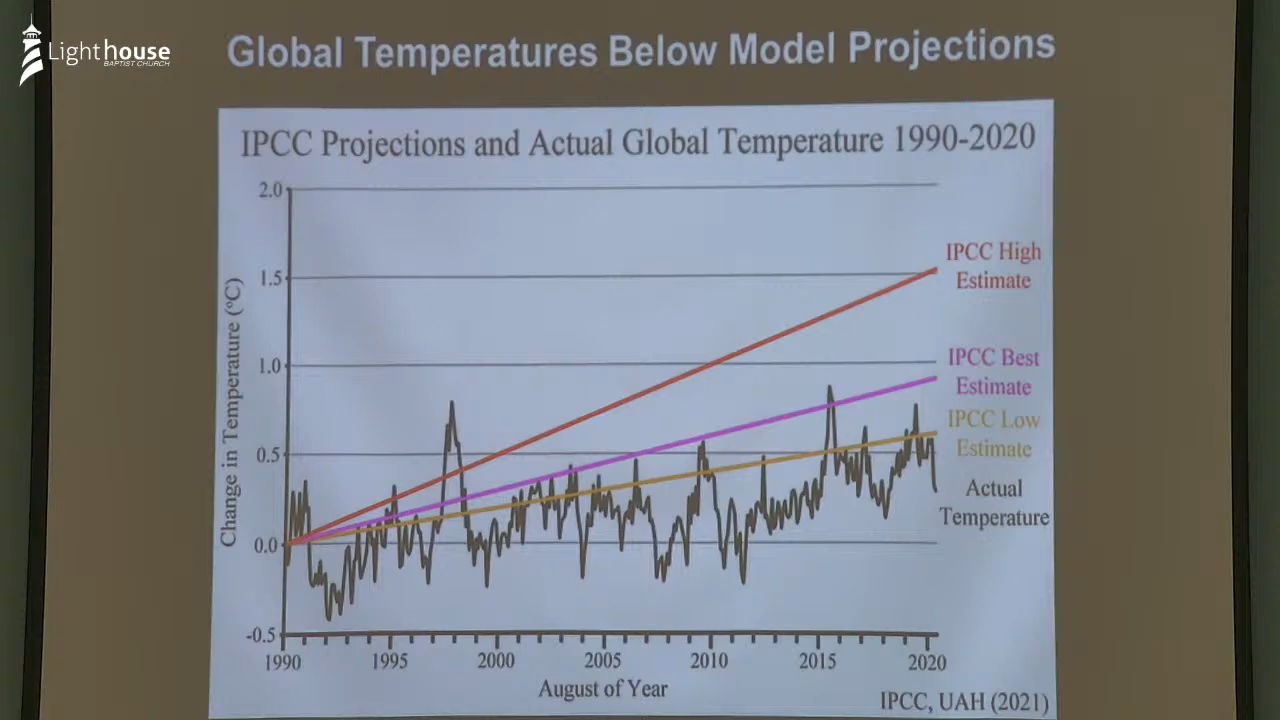 Lighthouse
BAPTIST CHURCH
Global Temperatures Below Model Projections
IPCC Projections and Actual Global Temperature 1990-2020
2.0
1.5
1.0
0.5
0.0
-0.5
Change in Temperature (ºC)
IPCC High
Estimate
IPCC Best
Estimate
IPCC Low
Estimate
Actual
Temperature
1990 1995 2000 2005 2010 2015 2020
August of Year
IPCC, UAH (2021)